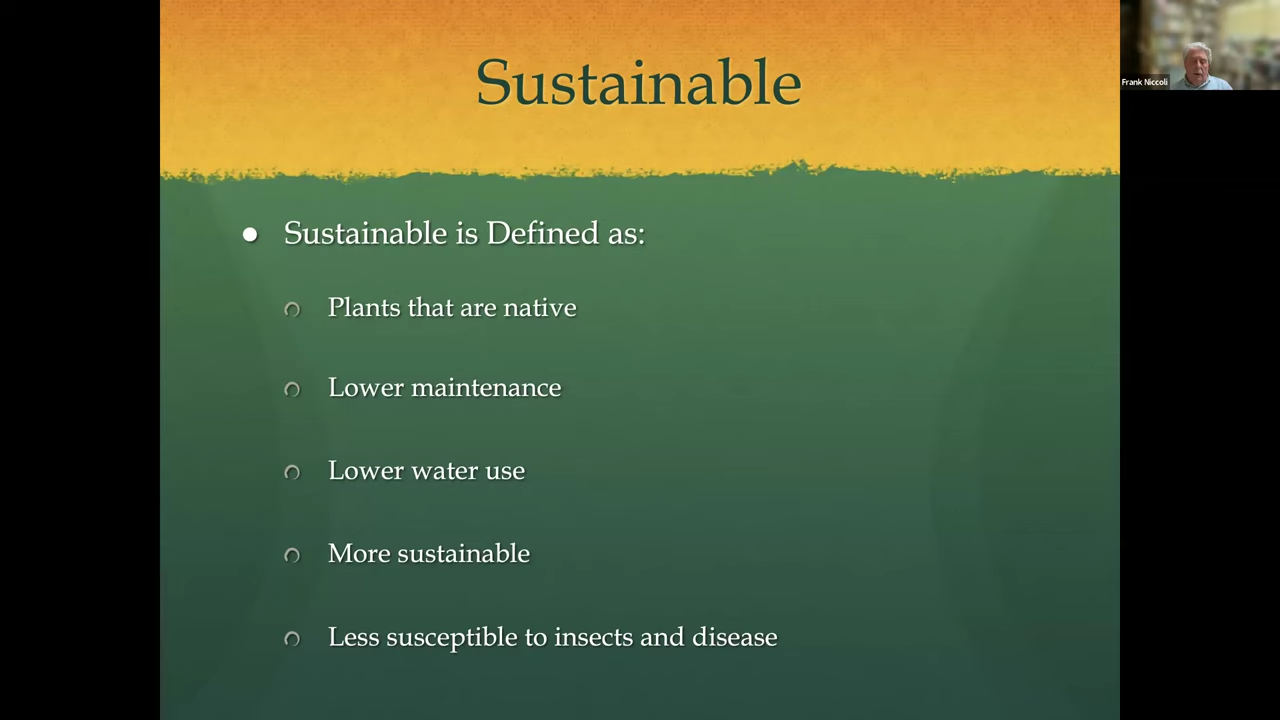 Sustainable
Frank Niccoli
Sustainable is Defined as:
Plants that are native
Lower maintenance
Lower water use
More sustainable
Less susceptible to insects and disease